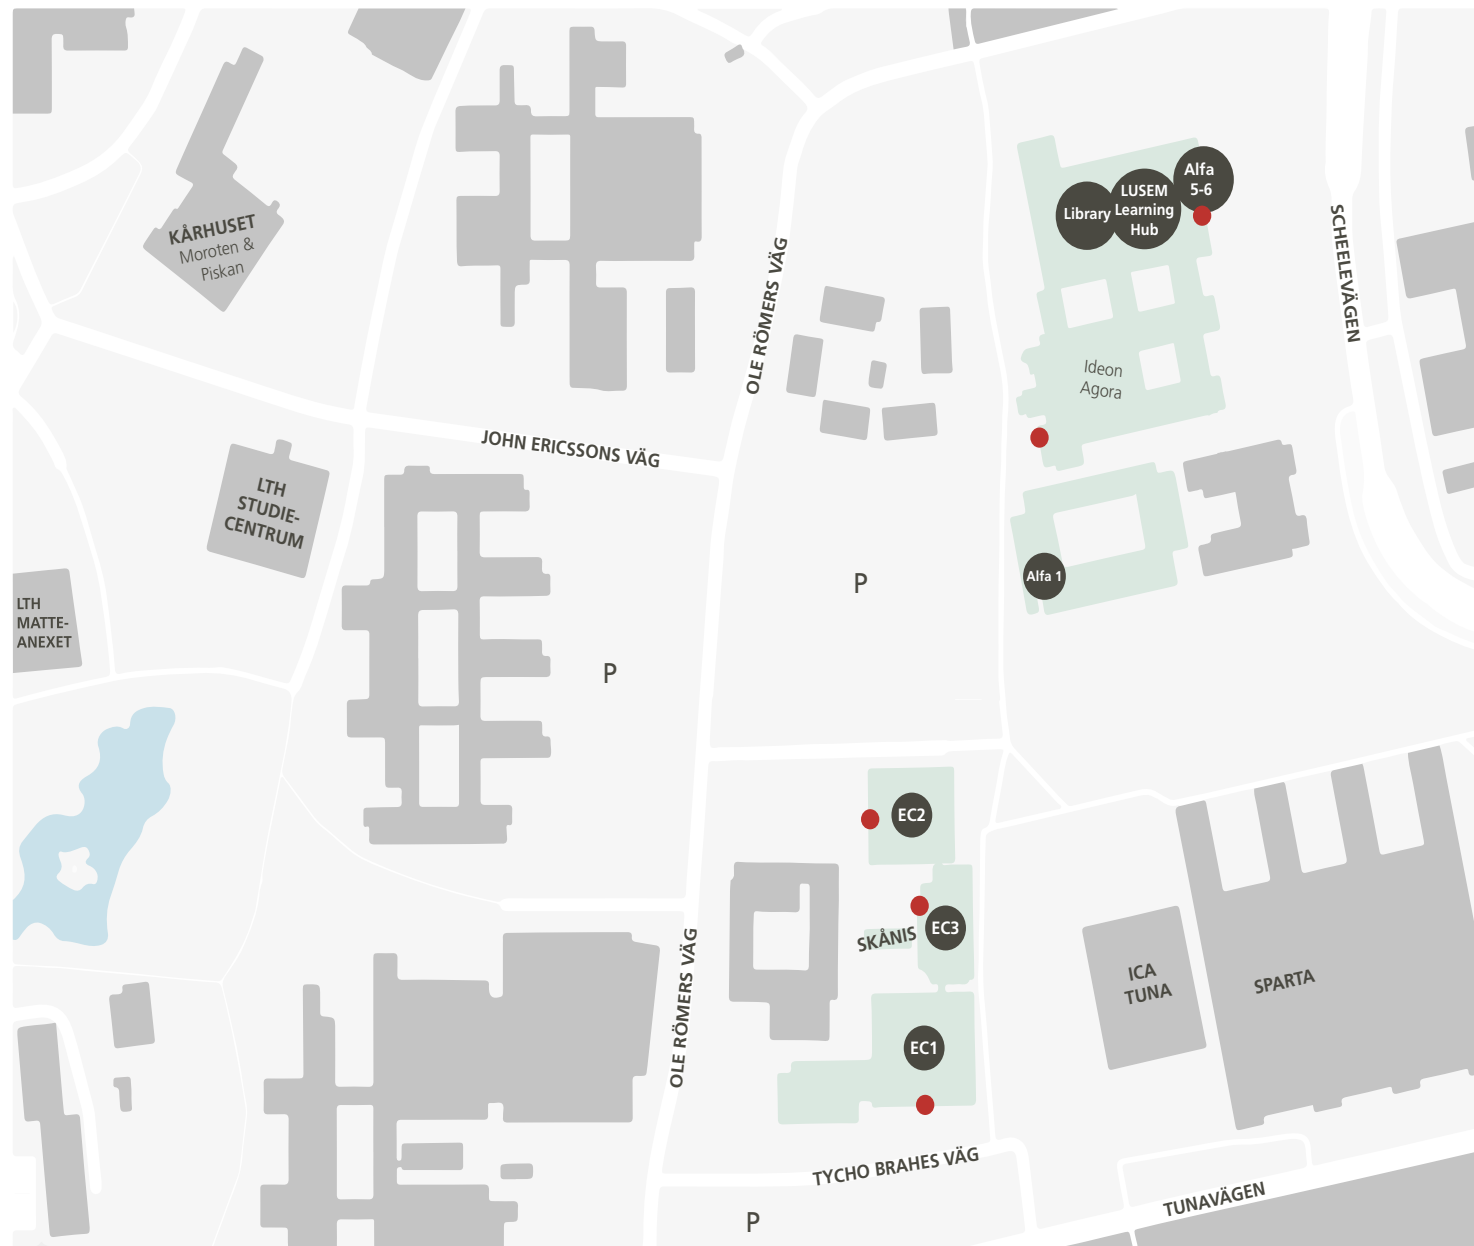 Alfa
5-6
LUSEM
Learning
Hub
Library
KÅRHUSET
Moroten &
Piskan
SCHEELEVÄGEN
OLE RÖMERS VÄG
Ideon
Agora
JOHN ERICSSONS VÄG
LTH
STUDIE-
CENTRUM
Alfa 1
P
LTH
MATTE-
ANEXET
P
EC2
EC3
SKÅNIS
OLE RÖMERS VÄG
ICA
TUNA
SPARTA
EC1
TYCHO BRAHES VÄG
TUNAVÄGEN
P